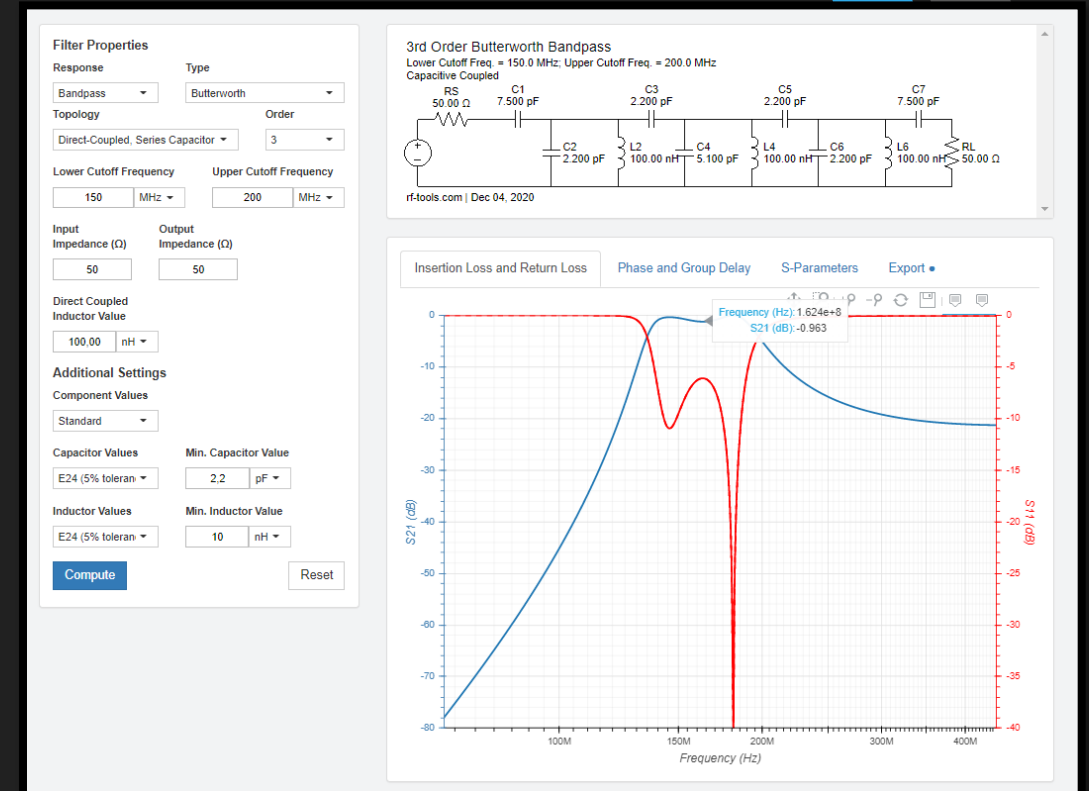 Filter Properties
Response Type
Bandpass Butterworth
Topology Order
Direct-Coupled, Series Capacitor 3
Lower Cutoff Frequency Upper Cutoff Frequency
150 MHz 200 MHz
Input
Impedance (Ω)
Output
Impedance (Ω)
50 50
Direct Coupled
Inductor Value
100,00 nH
Additional Settings
Component Values
Standard
Capacitor Values Min. Capacitor Value
E24 (5% toleran 2,2 pF
Inductor Values Min. Inductor Value
E24 (5% toleran 10 nH
Compute Reset
3rd Order Butterworth Bandpass
Lower Cutoff Freq. = 150.0 MHz; Upper Cutoff Freq. = 200.0 MHz
Capacitive Coupled
RS
50.00 Ω
C1
7.500 pF
C3
2.200 pF
C5
2.200 pF
C7
7.500 pF
+
-
C2
2.200 pF
L2
100.00 nH
C4
5.100 pF
L4
100.00 nH
C6
2.200 pF
L6
100.00 nH
RL
50.00 Ω
rf-tools.com | Dec 04, 2020
Insertion Loss and Return Loss Phase and Group Delay S-Parameters Export •
Frequency (Hz): 1.624e+8
S21 (dB): -0.963
0
-10
-20
-30
-40
-50
-60
-70
-80
S21 (dB)
0
-5
-10
-15
-20
-25
-30
-35
-40
S11 (dB)
100M 150M 200M 300M 400M
Frequency (Hz)